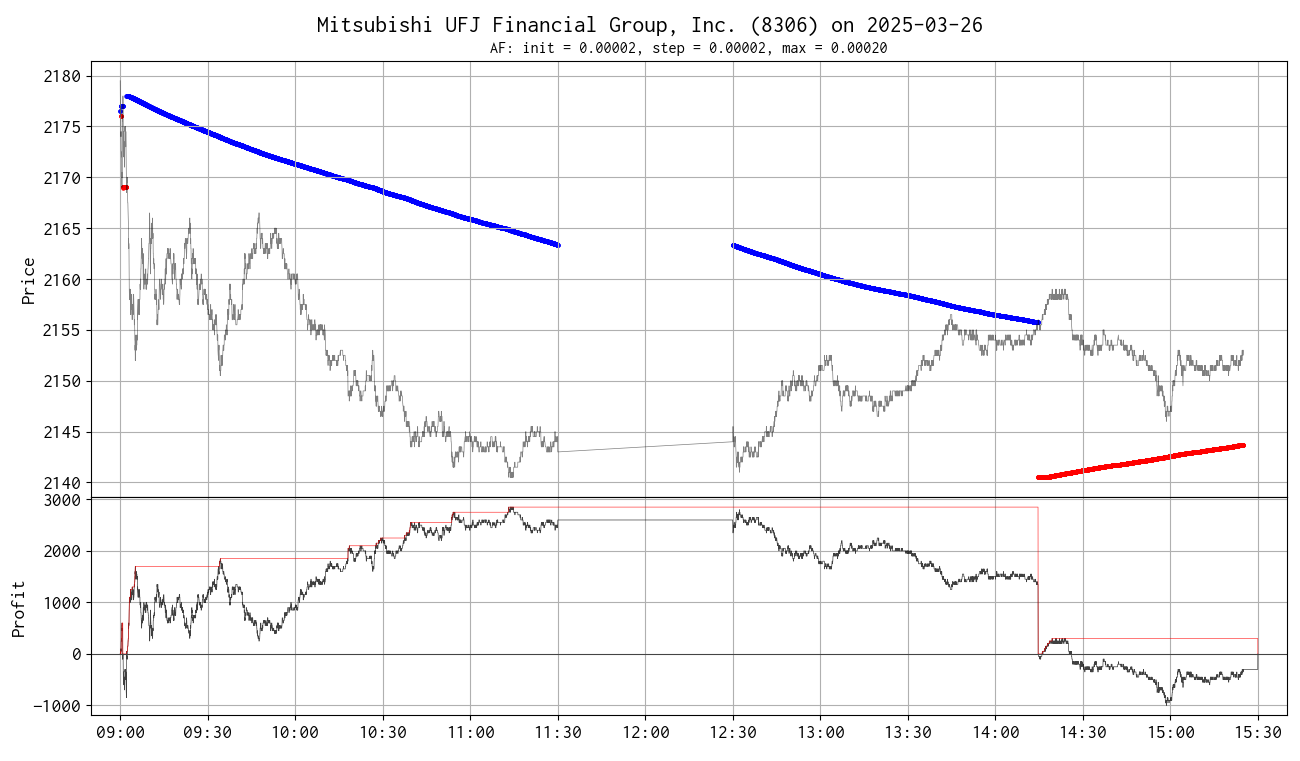 Mitsubishi UFJ Financial Group, Inc. (8306) on 2025-03-26
AF: init = 0.00002, step = 0.00002, max = 0.00020
Price
2180
2175
2170
2165
2160
2155
2150
2145
2140
Profit
3000
2000
1000
0
−1000
09:00 09:30 10:00 10:30 11:00 11:30 12:00 12:30 13:00 13:30 14:00 14:30 15:00 15:30